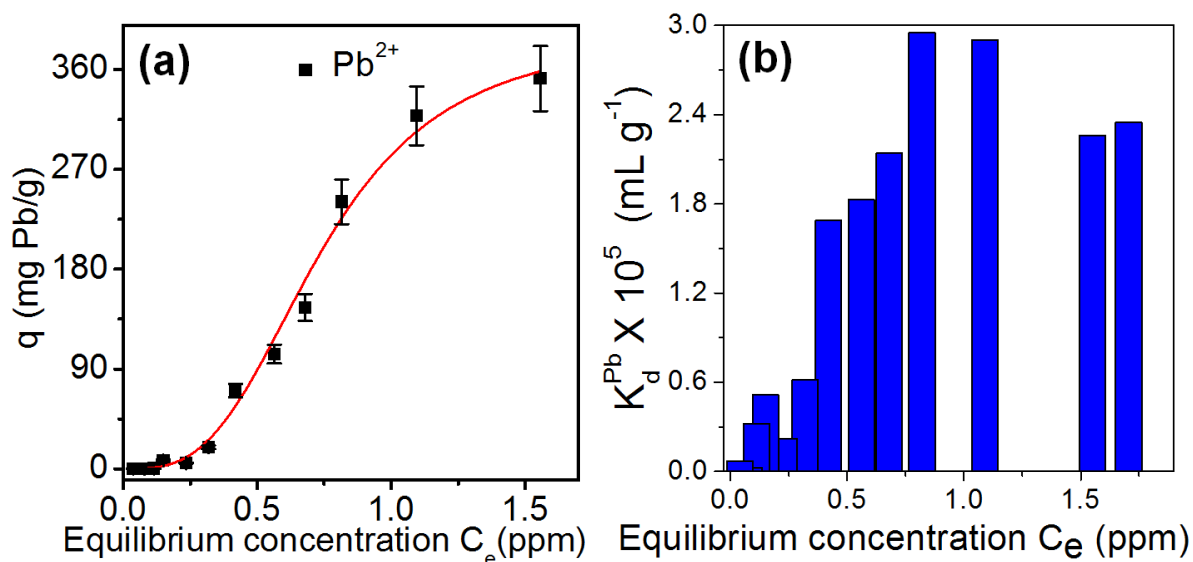 (a)
Pb²⁺
360
270
180
90
0
q (mg Pb/g)
0.0 0.5 1.0 1.5
Equilibrium concentration Cₑ(ppm)
(b)
3.0
2.4
1.8
1.2
0.6
0.0
K_d^Pb X 10⁵ (mL g⁻¹)
0.0 0.5 1.0 1.5
Equilibrium concentration Ce (ppm)